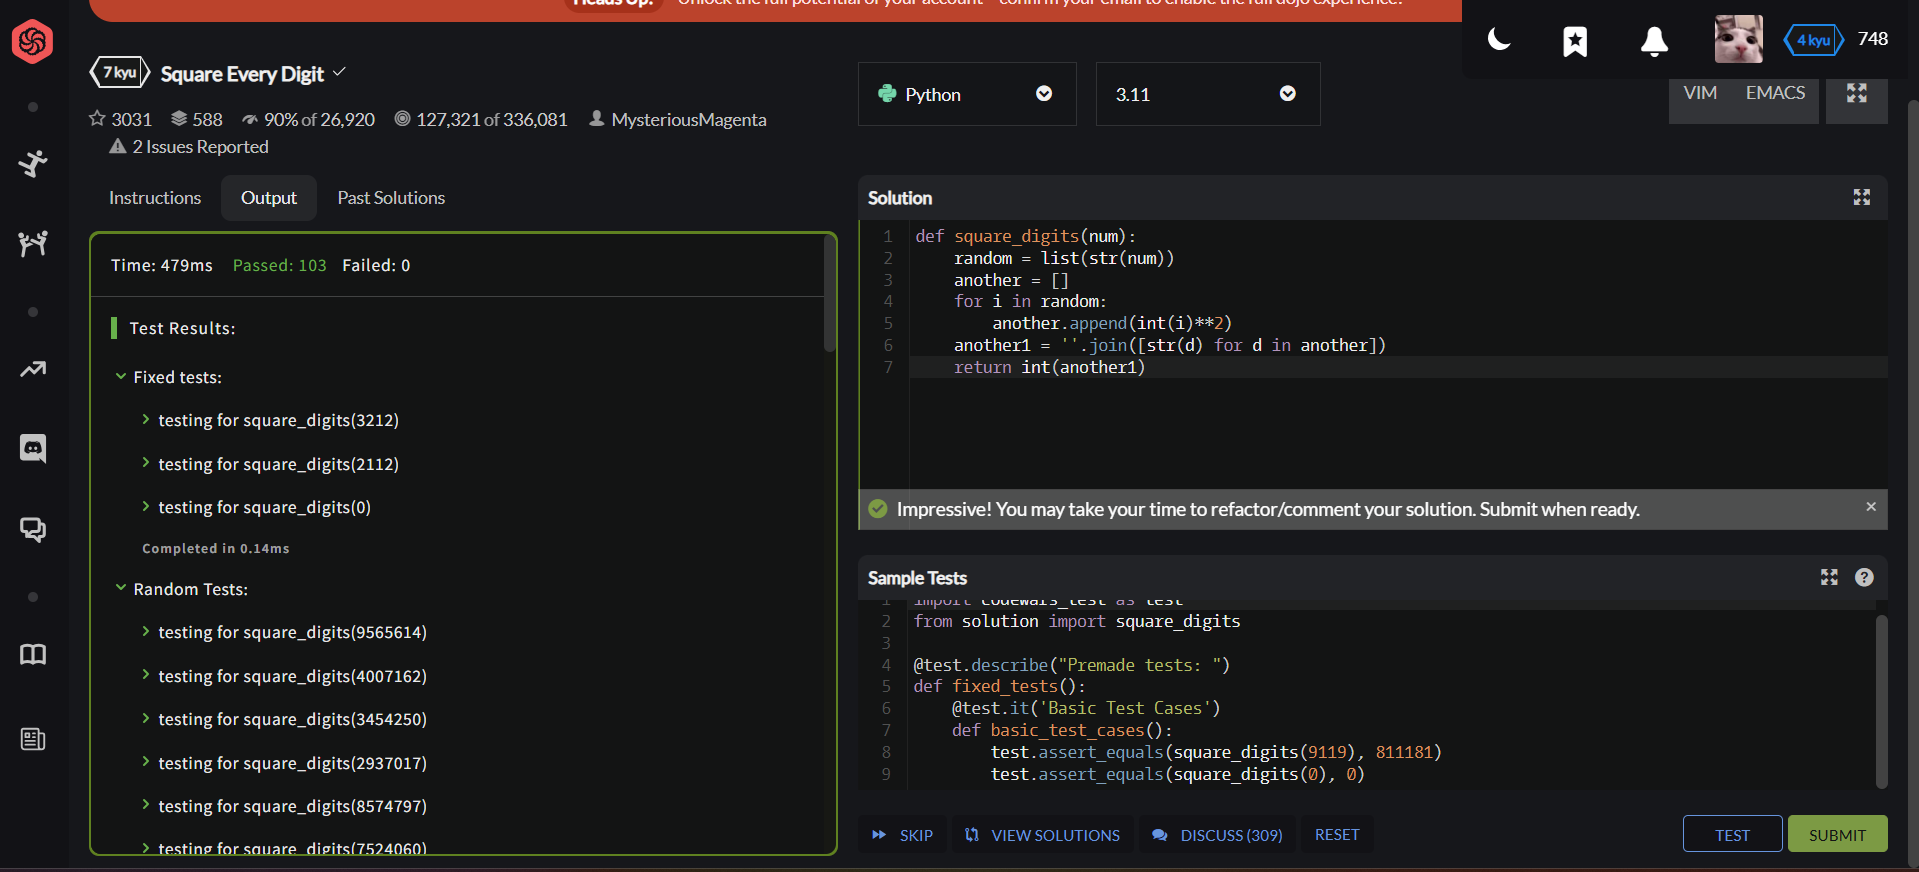 Heads Up! Unlock the full potential of your account - confirm your email to enable the full dojo experience!
4 kyu 748
7 kyu Square Every Digit
3031 588 90% of 26,920 127,321 of 336,081 MysteriousMagenta
2 Issues Reported
Python
3.11
VIM EMACS
Instructions Output Past Solutions
Time: 479ms Passed: 103 Failed: 0
Test Results:
Fixed tests:
testing for square_digits(3212)
testing for square_digits(2112)
testing for square_digits(0)
Completed in 0.14ms
Random Tests:
testing for square_digits(9565614)
testing for square_digits(4007162)
testing for square_digits(3454250)
testing for square_digits(2937017)
testing for square_digits(8574797)
testing for square_digits(7524060)
Solution
1 def square_digits(num):
2     random = list(str(num))
3     another = []
4     for i in random:
5         another.append(int(i)**2)
6     another1 = ''.join([str(d) for d in another])
7     return int(another1)
Impressive! You may take your time to refactor/comment your solution. Submit when ready.
Sample Tests
1 import codewars_test as test
2 from solution import square_digits
3
4 @test.describe("Premade tests: ")
5 def fixed_tests():
6     @test.it('Basic Test Cases')
7     def basic_test_cases():
8         test.assert_equals(square_digits(9119), 811181)
9         test.assert_equals(square_digits(0), 0)
SKIP VIEW SOLUTIONS DISCUSS (309) RESET TEST SUBMIT